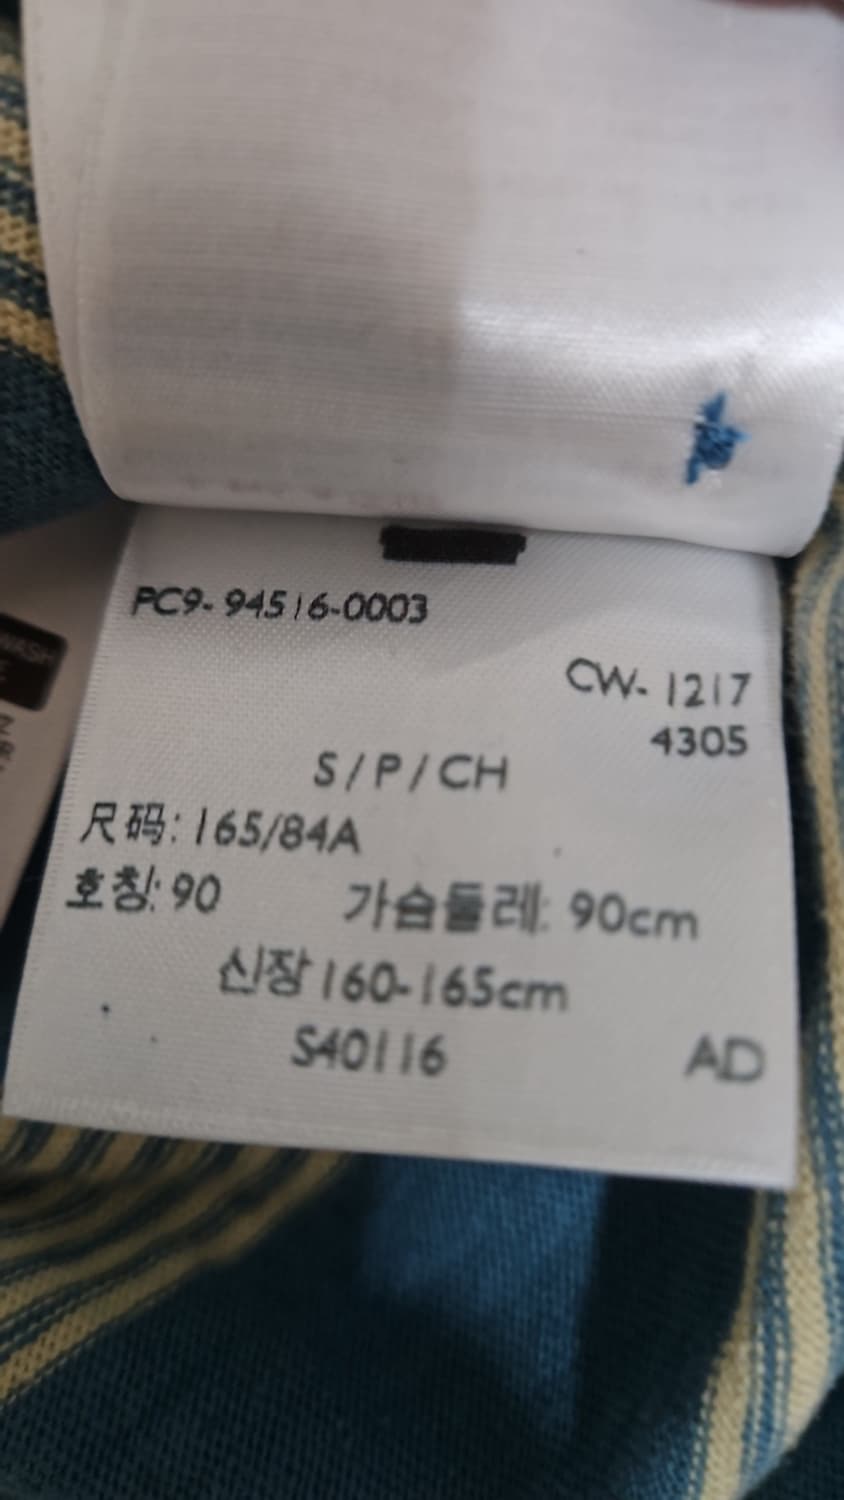 PC9-94516-0003
CW-1217
4305
S/P/CH
尺码: 165/84A
호칭: 90 가슴둘레: 90cm
신장 160-165cm
S40116 AD